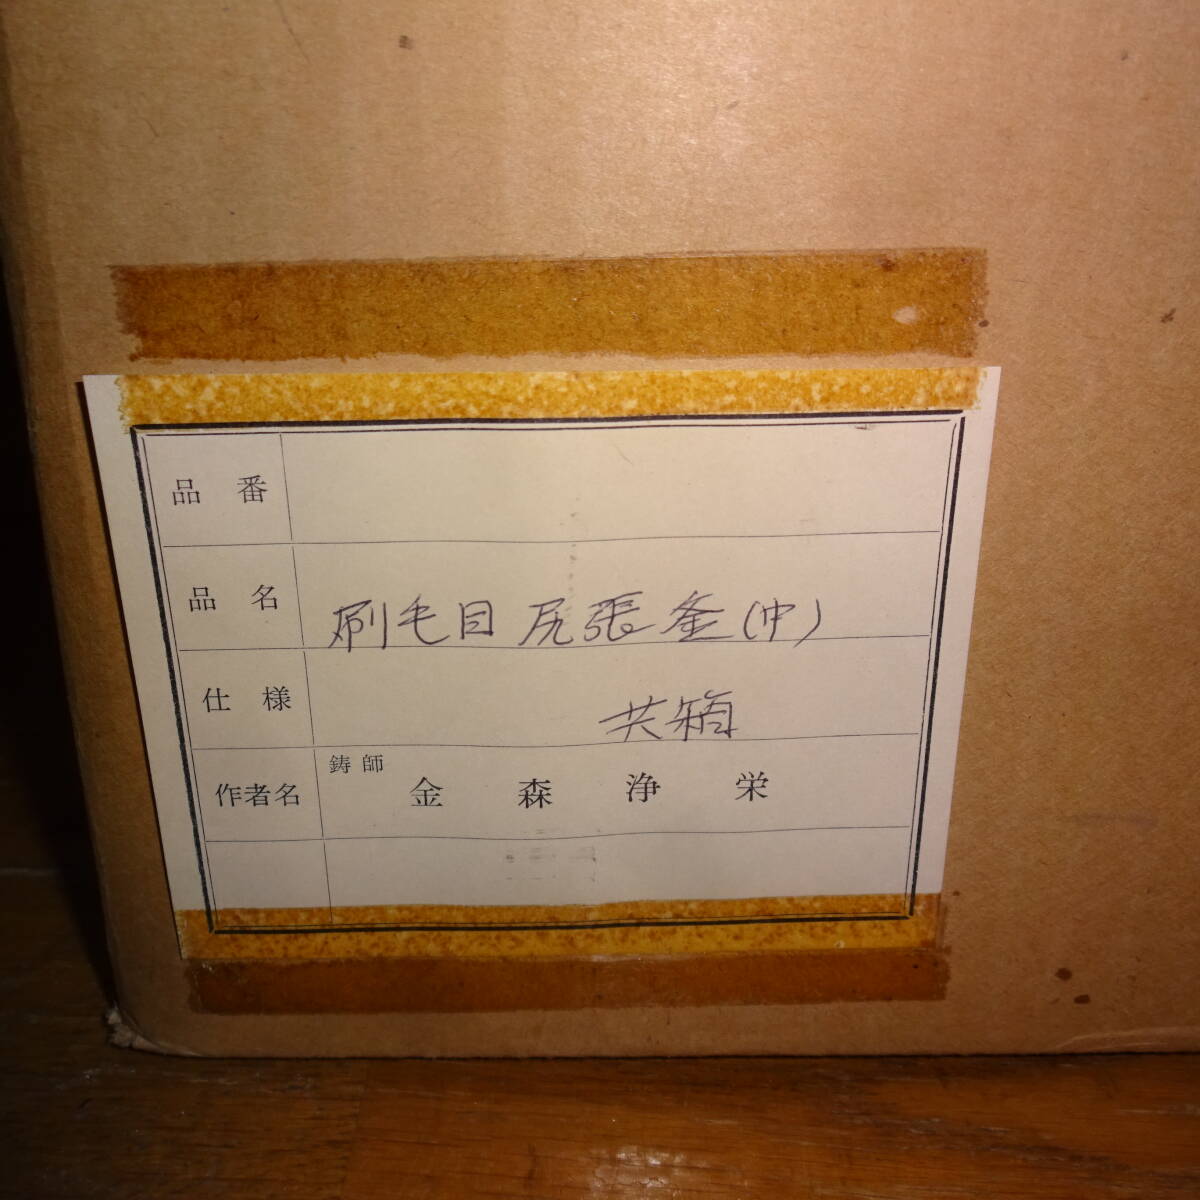 品番
品名 刷毛目 尻張釜(中)
仕様 共箱
作者名 鋳師 金森浄栄